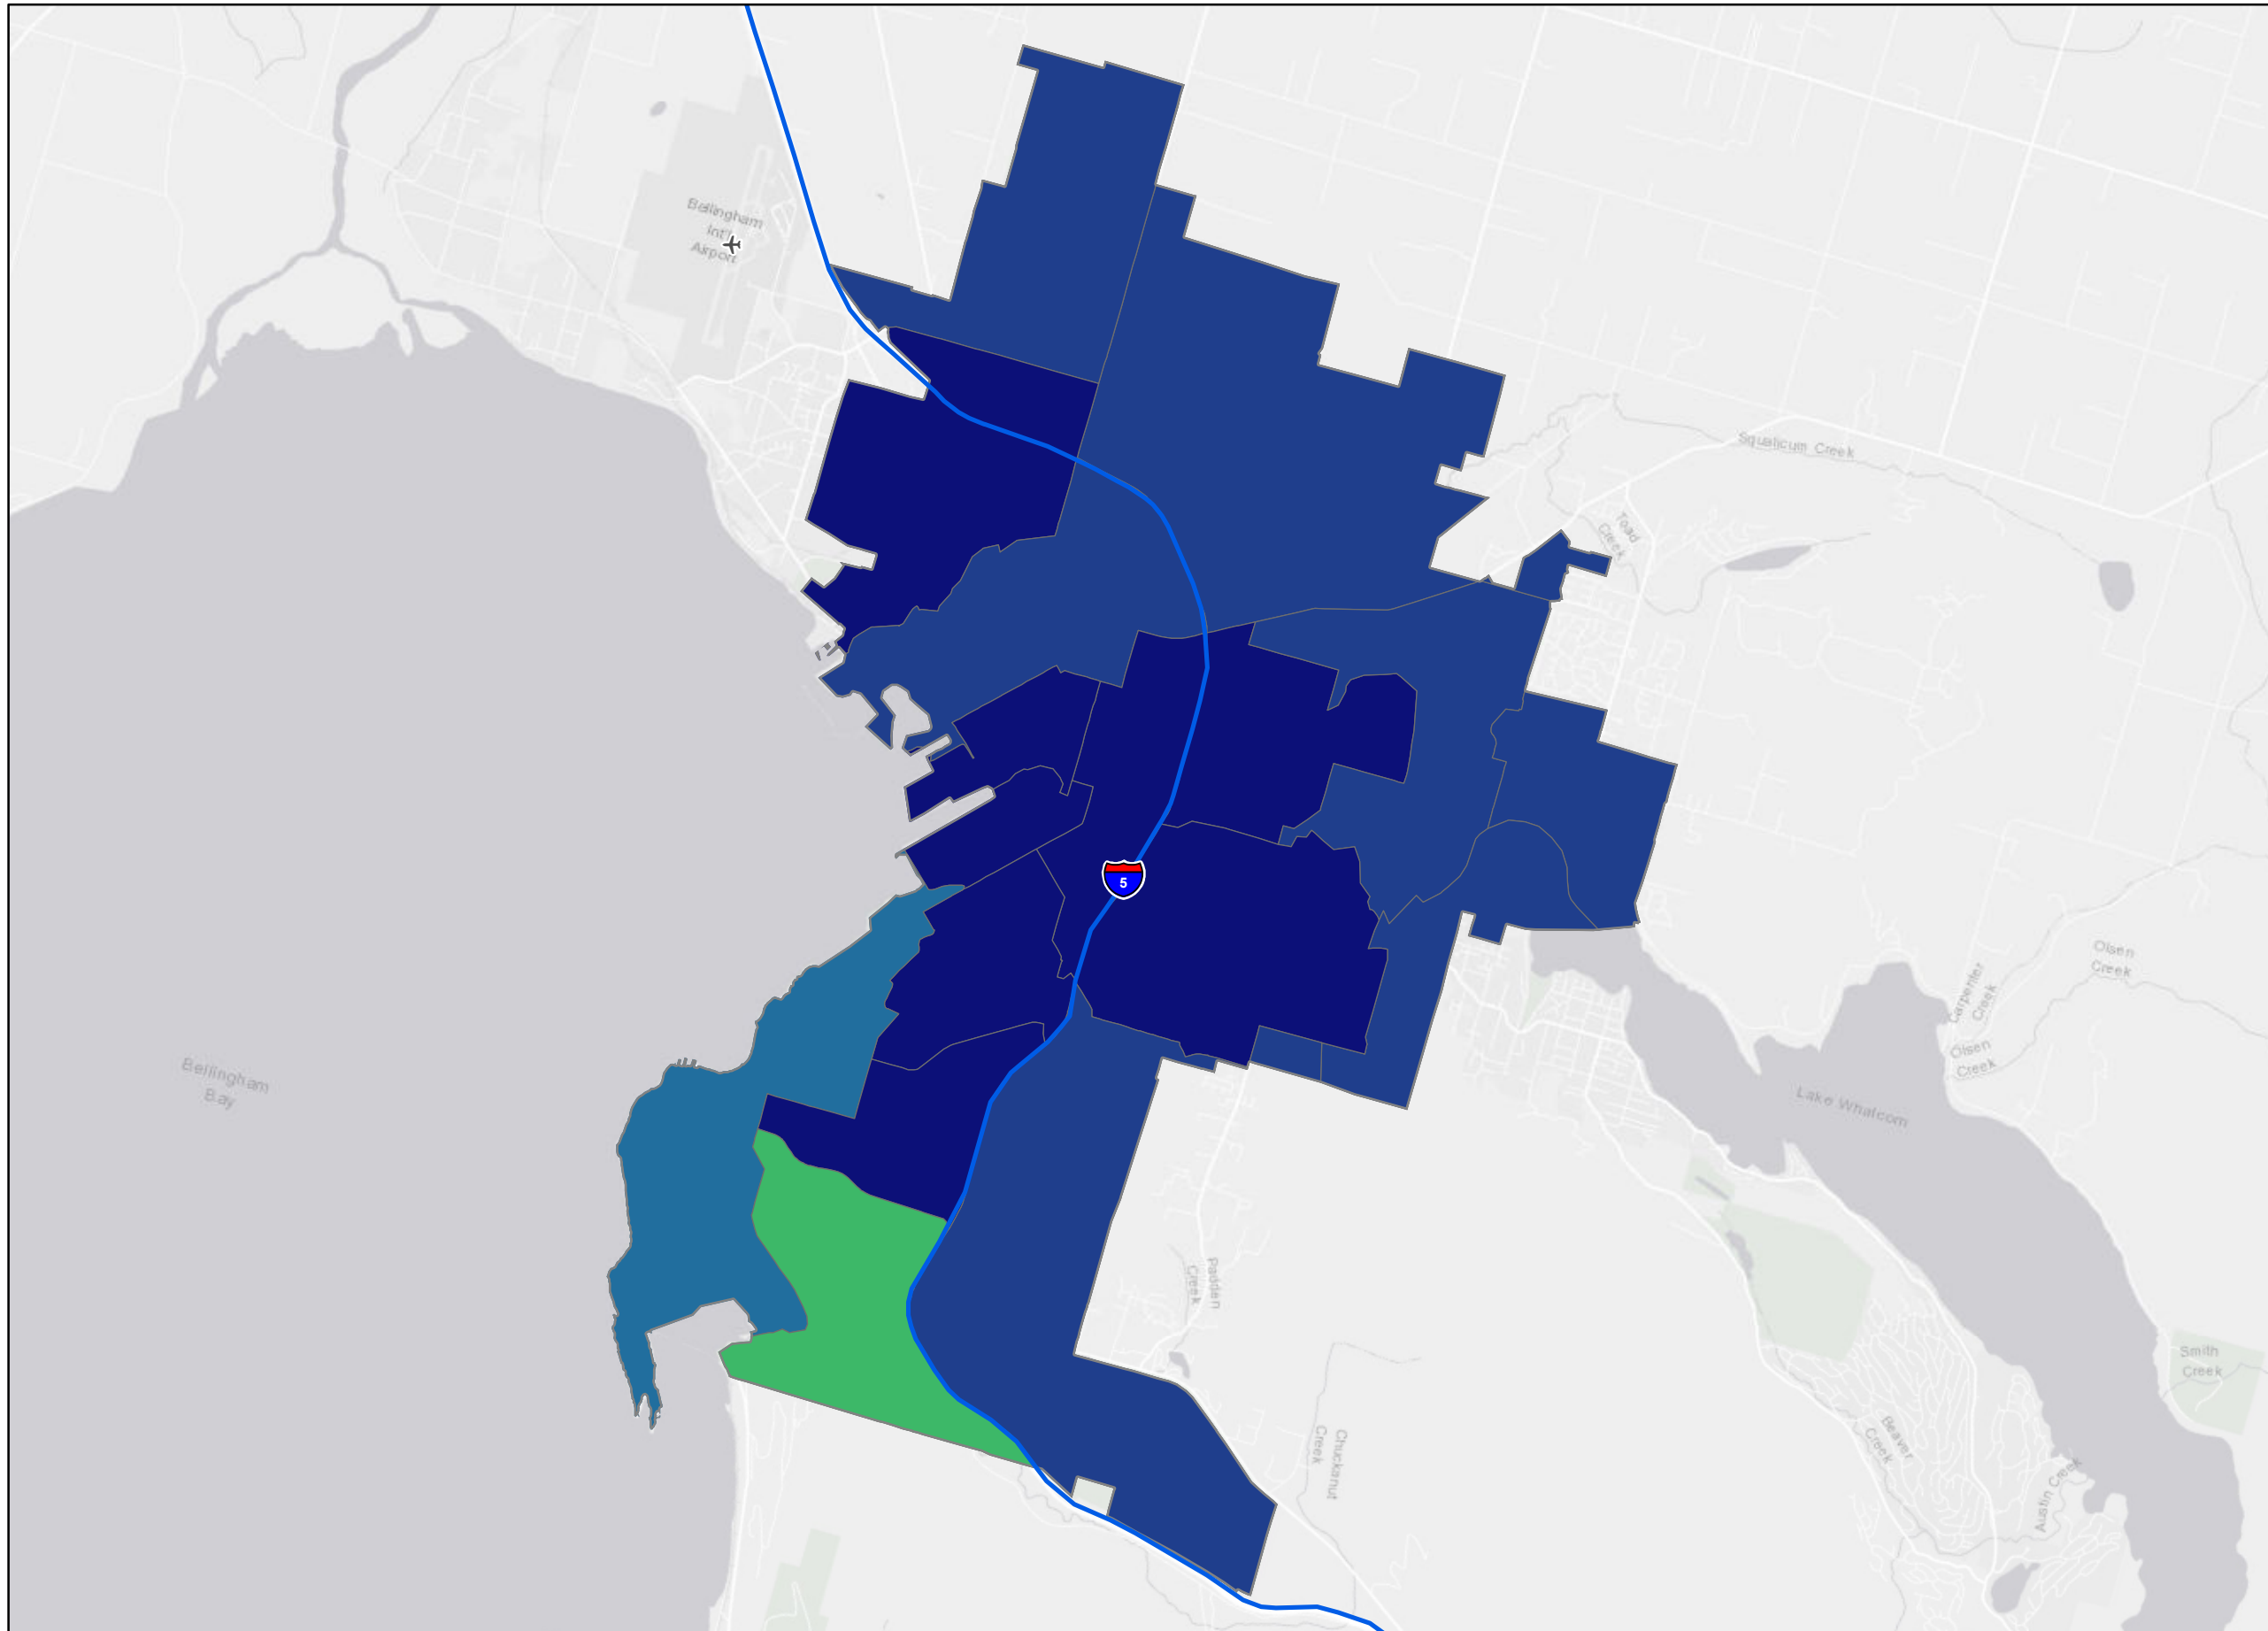 Bellingham
Int'l
Airport
Squalicum Creek
Toad
Creek
5
Olsen
Creek
Carpenter
Creek
Olsen
Creek
Bellingham
Bay
Lake Whatcom
Padden
Creek
Smith
Creek
Chuckanut
Creek
Beaver
Creek
Austin Creek